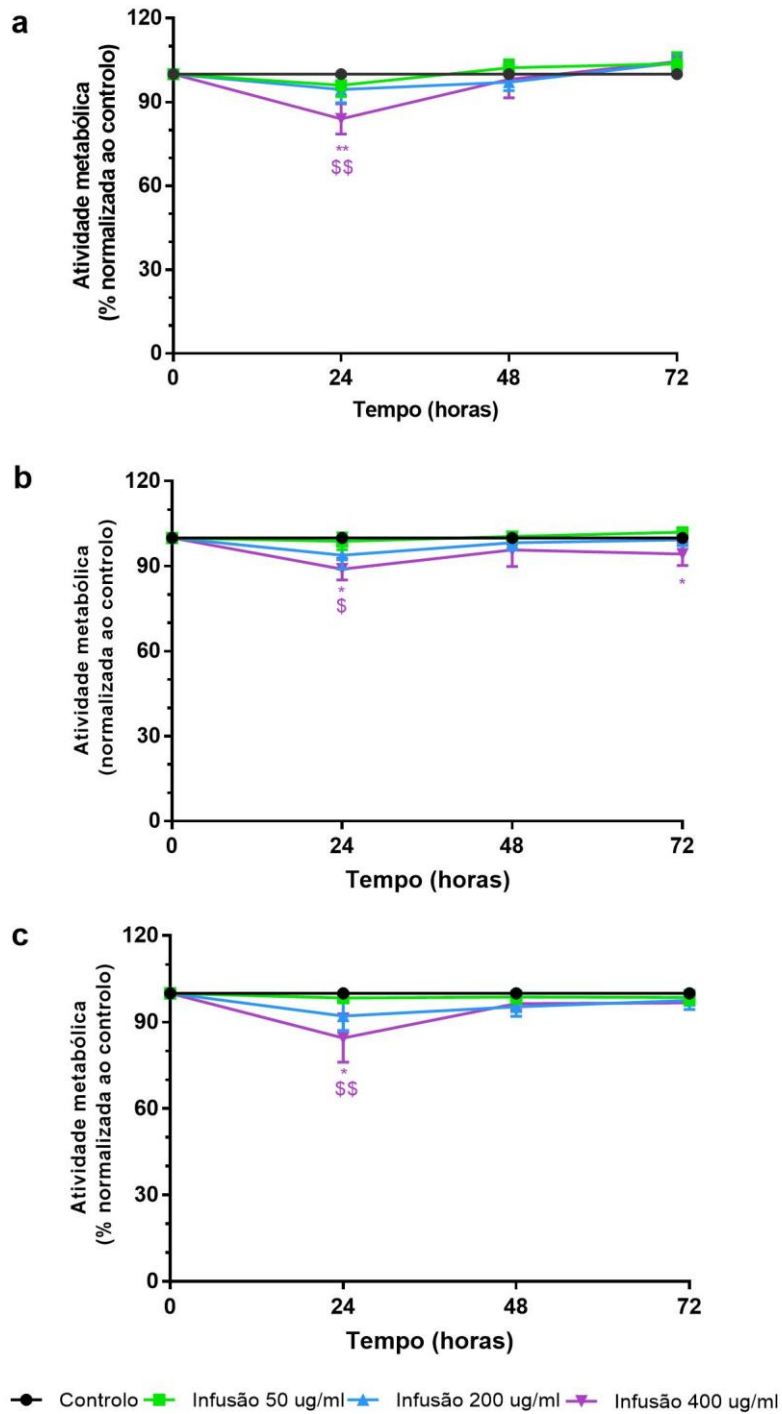 a
120
90
60
30
0
Atividade metabólica
(% normalizada ao controlo)
**
$$
0 24 48 72
Tempo (horas)
b
120
90
60
30
0
Atividade metabólica
(normalizada ao controlo)
*
$
*
0 24 48 72
Tempo (horas)
c
120
90
60
30
0
Atividade metabólica
(% normalizada ao controlo)
*
$$
0 24 48 72
Tempo (horas)
Controlo Infusão 50 ug/ml Infusão 200 ug/ml Infusão 400 ug/ml